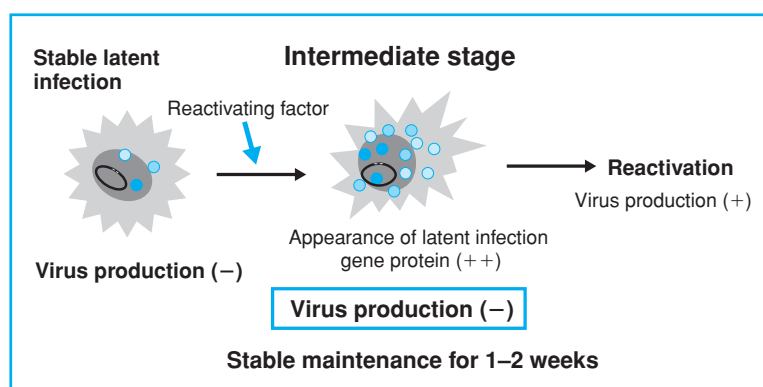 Stable latent
infection
Intermediate stage
Reactivating factor
Reactivation
Virus production (+)
Appearance of latent infection
gene protein (++)
Virus production (−)
Virus production (−)
Stable maintenance for 1–2 weeks